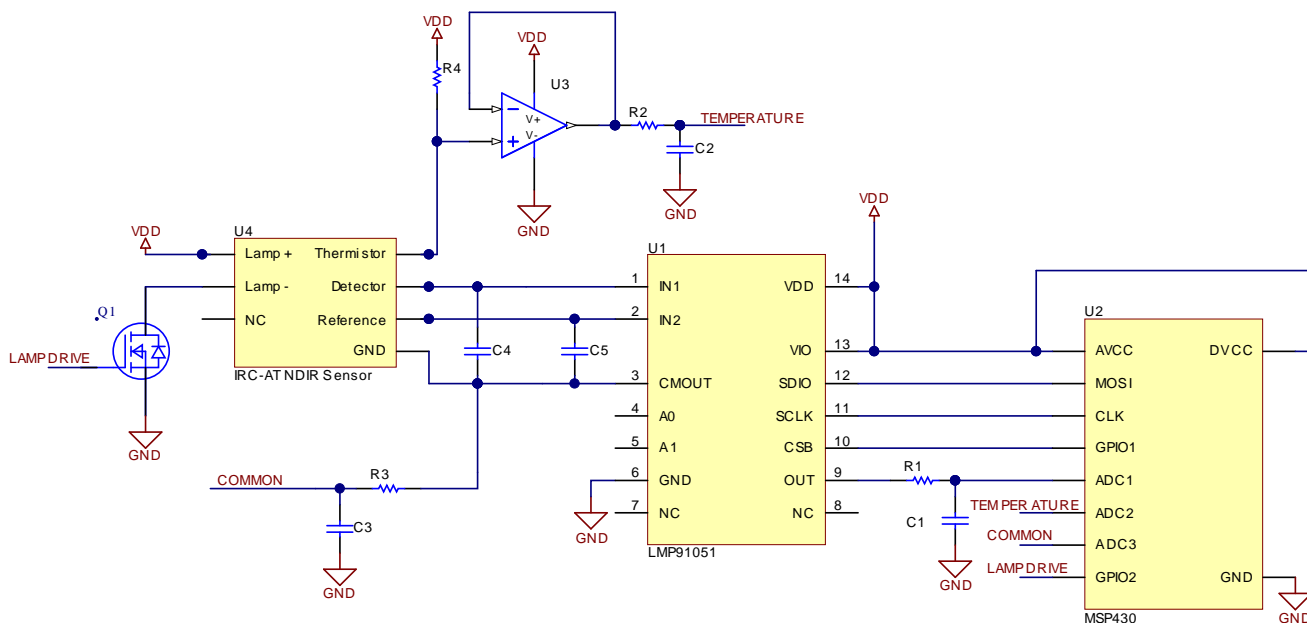 VDD
R4
VDD
U3
R2
TEMPERATURE
V+
V-
C2
GND
GND
VDD
U4
Lamp+
Thermistor
Lamp-
Detector
NC
Reference
GND
IRC-AT NDIR Sensor
Q1
LAMPDRIVE
GND
C4
C5
COMMON
R3
C3
GND
VDD
U1
1 IN1 VDD 14
2 IN2 VIO 13
3 CMOUT SDIO 12
4 A0 SCLK 11
5 A1 CSB 10
6 GND OUT 9
7 NC NC 8
LMP91051
GND
R1
C1
GND
TEMPERATURE
COMMON
LAMPDRIVE
U2
AVCC DVCC
MOSI
CLK
GPIO1
ADC1
ADC2
ADC3
GPIO2 GND
MSP430
GND